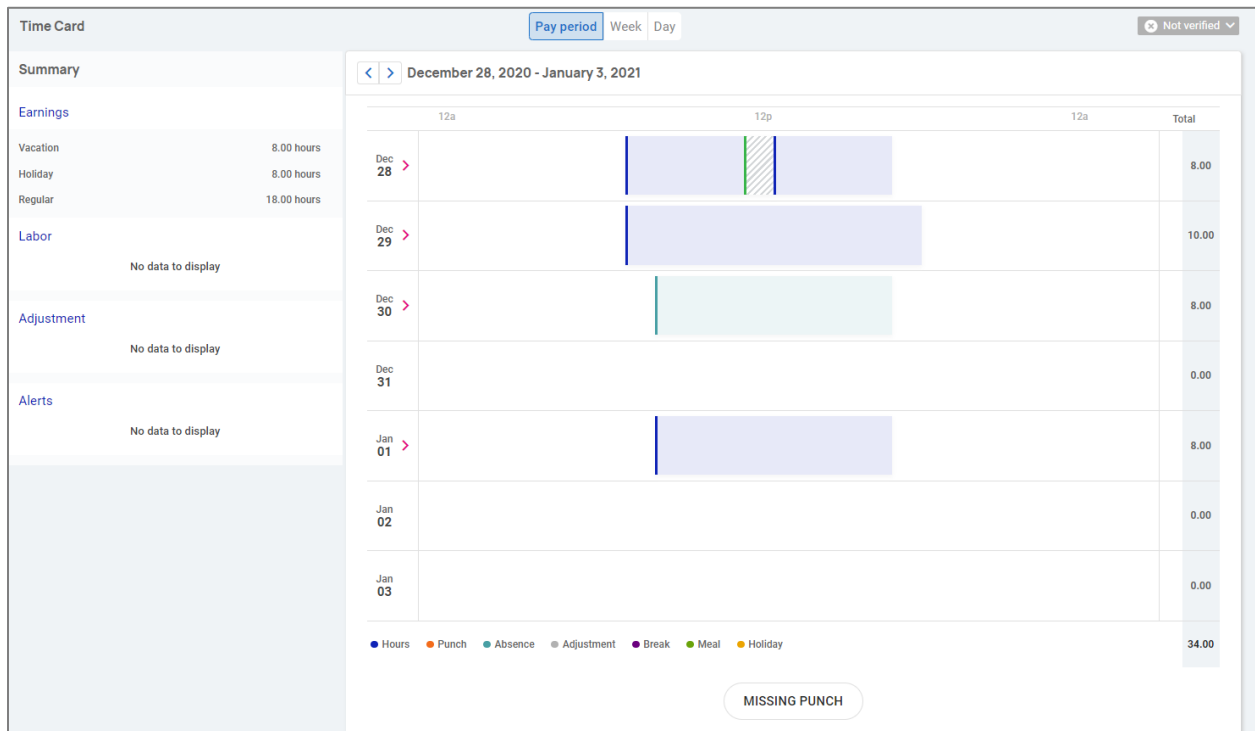 Time Card
Pay period Week Day
Not verified
Summary
December 28, 2020 - January 3, 2021
Earnings
12a 12p 12a Total
Vacation 8.00 hours
Holiday 8.00 hours
Regular 18.00 hours
Labor
No data to display
Adjustment
No data to display
Alerts
No data to display
Dec
28 8.00
Dec
29 10.00
Dec
30 8.00
Dec
31 0.00
Jan
01 8.00
Jan
02 0.00
Jan
03 0.00
Hours Punch Absence Adjustment Break Meal Holiday 34.00
MISSING PUNCH